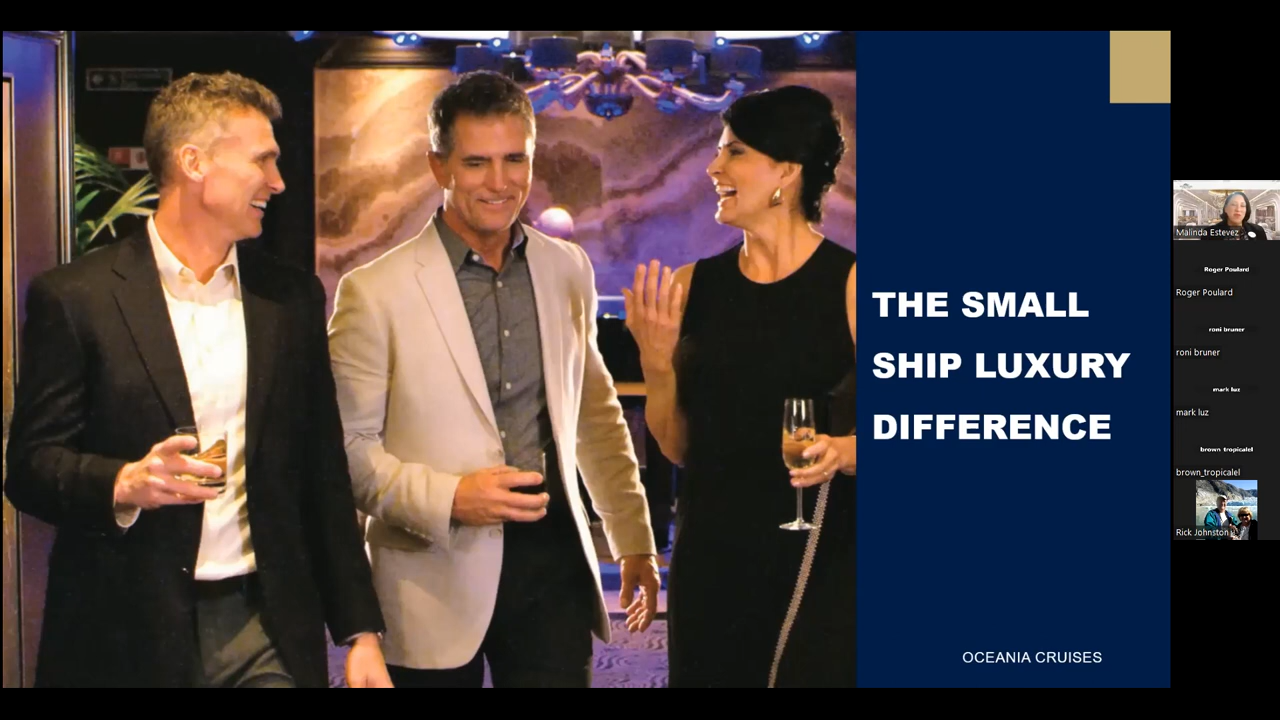 THE SMALL
SHIP LUXURY
DIFFERENCE
OCEANIA CRUISES
Malinda Estevez
Roger Poulard
Roger Poulard
roni bruner
roni bruner
mark luz
mark luz
brown_tropicalel
brown_tropicalel
Rick Johnston